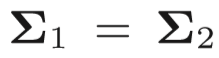 Σ₁ = Σ₂